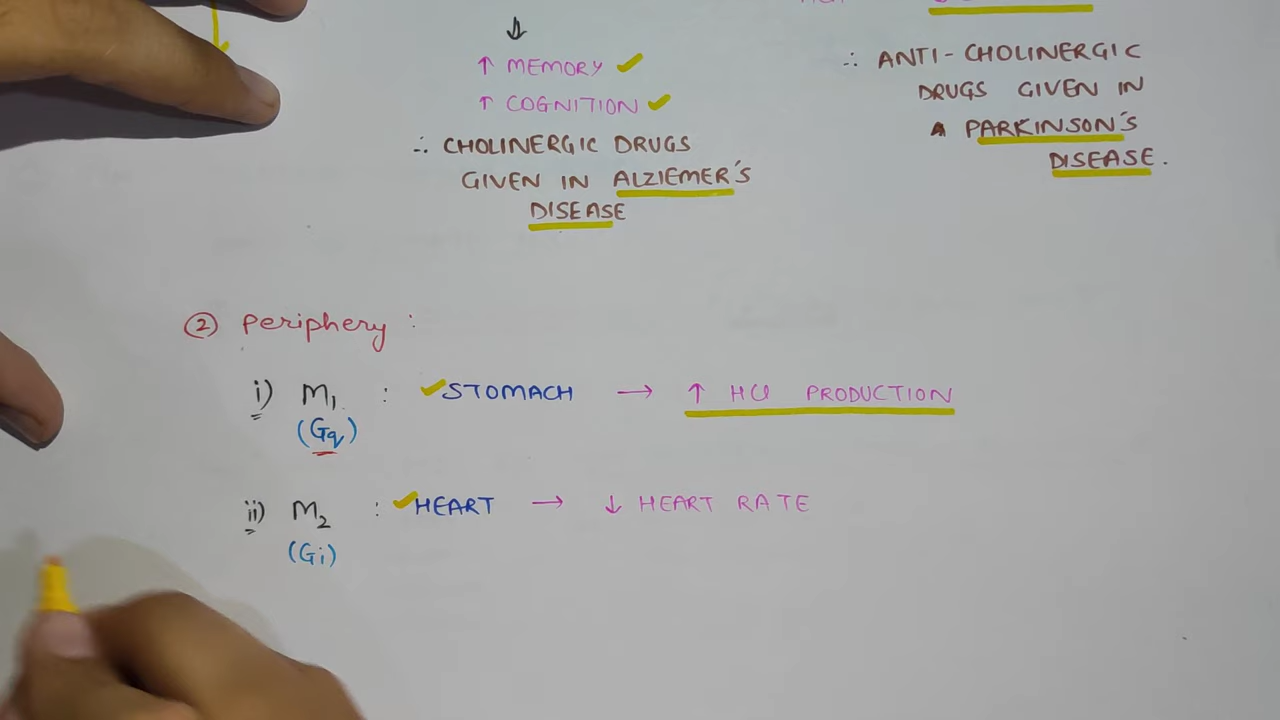 ↓
↑ MEMORY ✓
↑ COGNITION ✓
∴ CHOLINERGIC DRUGS
GIVEN IN ALZIEMER'S
DISEASE
∴ ANTI-CHOLINERGIC
DRUGS GIVEN IN
PARKINSON'S
DISEASE.
② Periphery :
i) M₁ : ✓STOMACH → ↑ HCl PRODUCTION
(Gq)
ii) M₂ : ✓HEART → ↓ HEART RATE
(Gi)